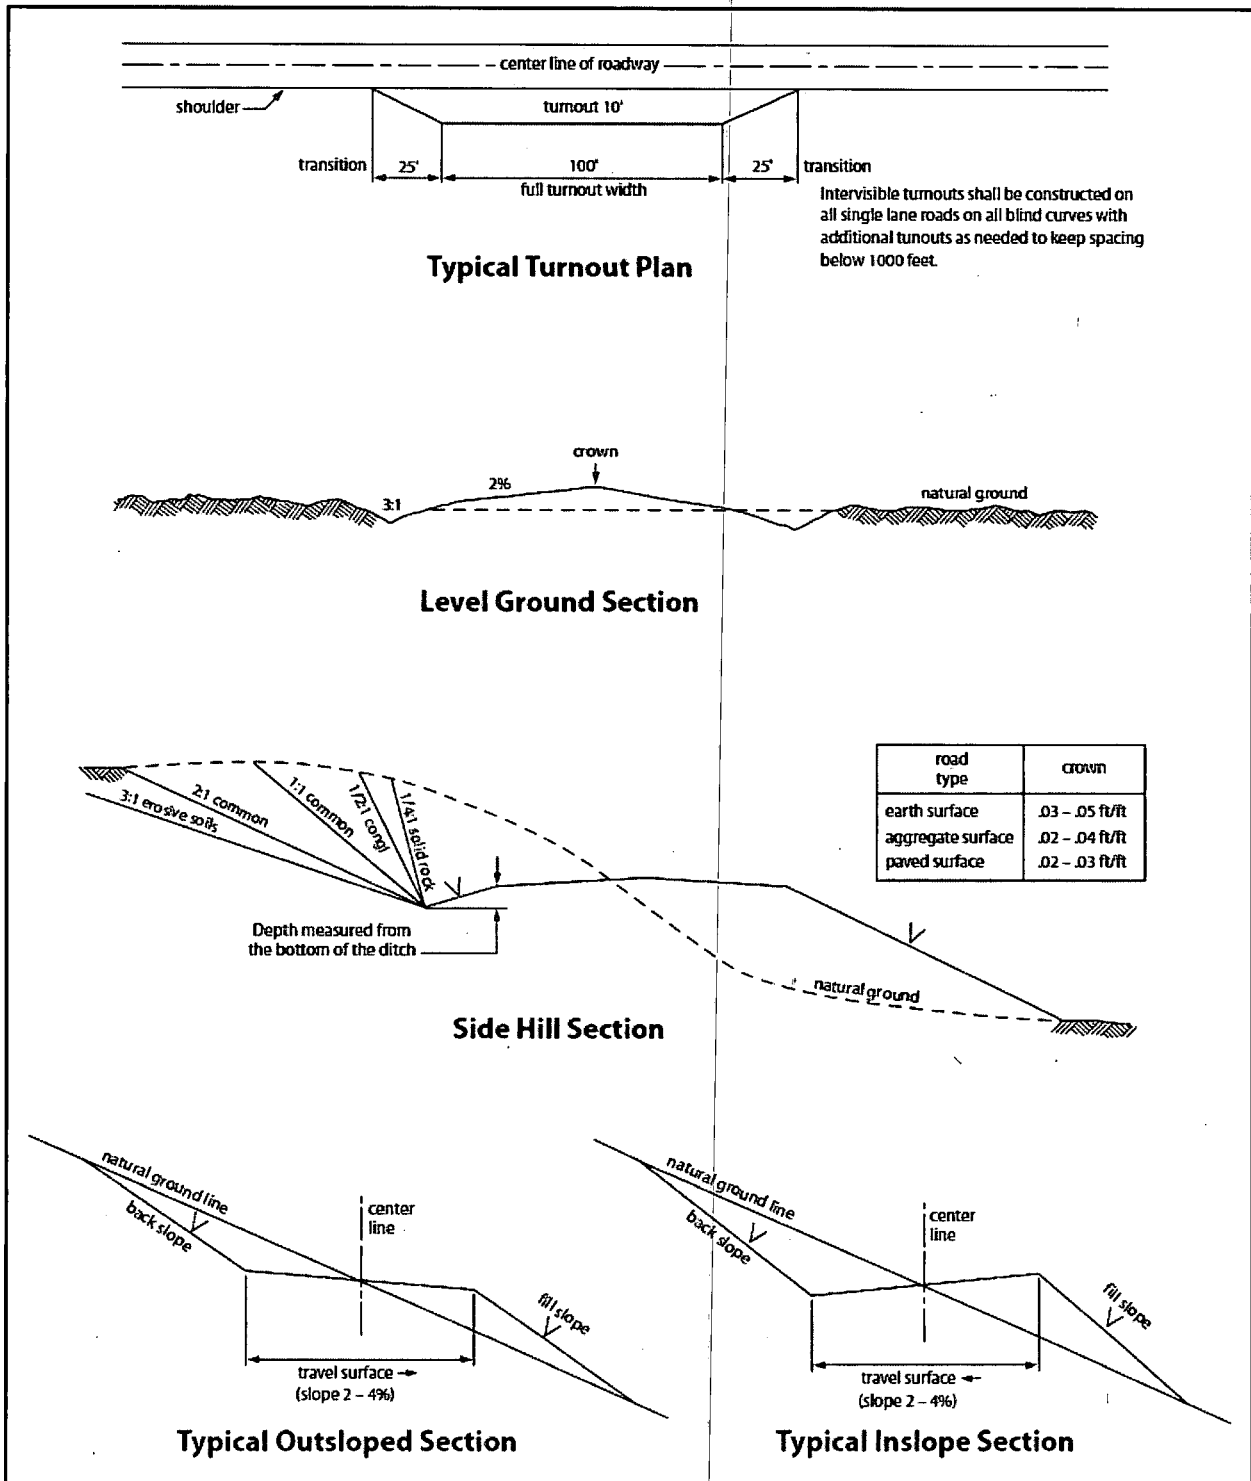 center line of roadway
shoulder
turnout 10'
transition
25'
100'
25'
transition
full turnout width
Intervisible turnouts shall be constructed on
all single lane roads on all blind curves with
additional tunouts as needed to keep spacing
below 1000 feet.
Typical Turnout Plan
crown
2%
3:1
natural ground
Level Ground Section
road
type
crown
earth surface
.03 – .05 ft/ft
aggregate surface
.02 – .04 ft/ft
paved surface
.02 – .03 ft/ft
3:1 erosive soils
2:1 common
1:1 common
1/2:1 congl
1/4:1 solid rock
Depth measured from
the bottom of the ditch
natural ground
Side Hill Section
natural ground line
back slope
center
line
fill slope
travel surface
(slope 2 – 4%)
Typical Outsloped Section
natural ground line
back slope
center
line
fill slope
travel surface
(slope 2 – 4%)
Typical Inslope Section